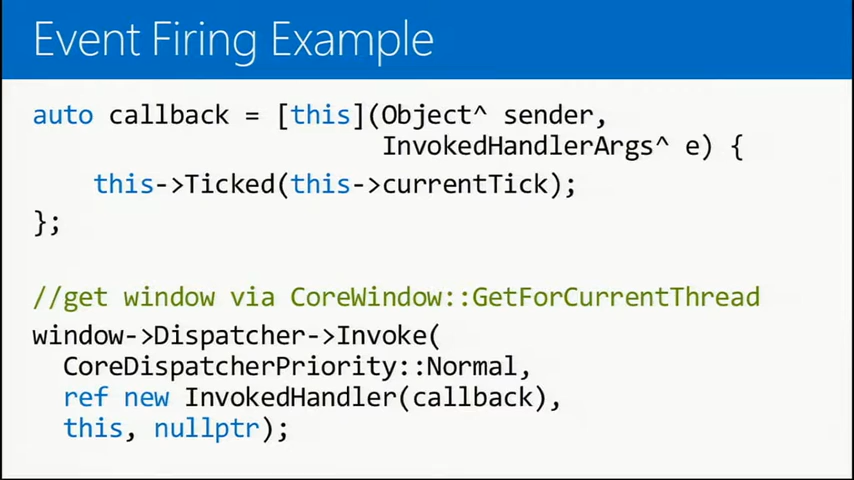 Event Firing Example
auto callback = [this](Object^ sender,
InvokedHandlerArgs^ e) {
this->Ticked(this->currentTick);
};
//get window via CoreWindow::GetForCurrentThread
window->Dispatcher->Invoke(
CoreDispatcherPriority::Normal,
ref new InvokedHandler(callback),
this, nullptr);